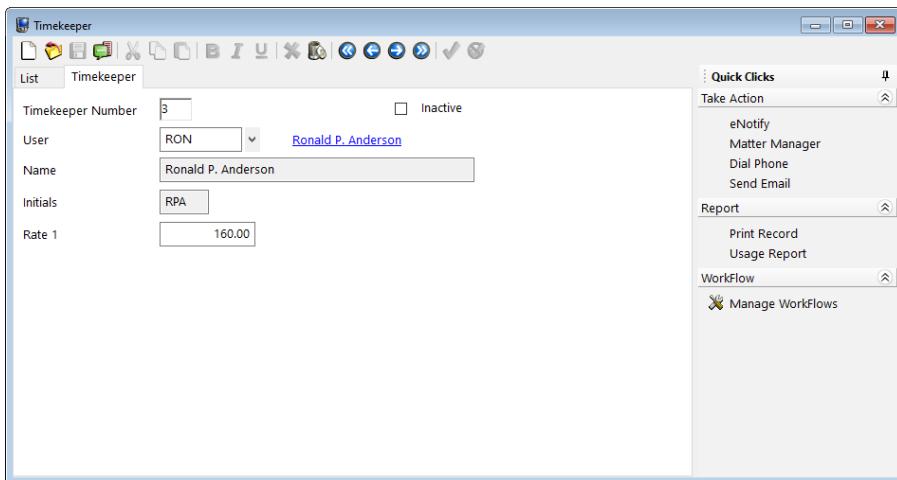 Timekeeper
B I U
List Timekeeper
Timekeeper Number 3 Inactive
User RON Ronald P. Anderson
Name Ronald P. Anderson
Initials RPA
Rate 1 160.00
Quick Clicks
Take Action
eNotify
Matter Manager
Dial Phone
Send Email
Report
Print Record
Usage Report
WorkFlow
Manage WorkFlows